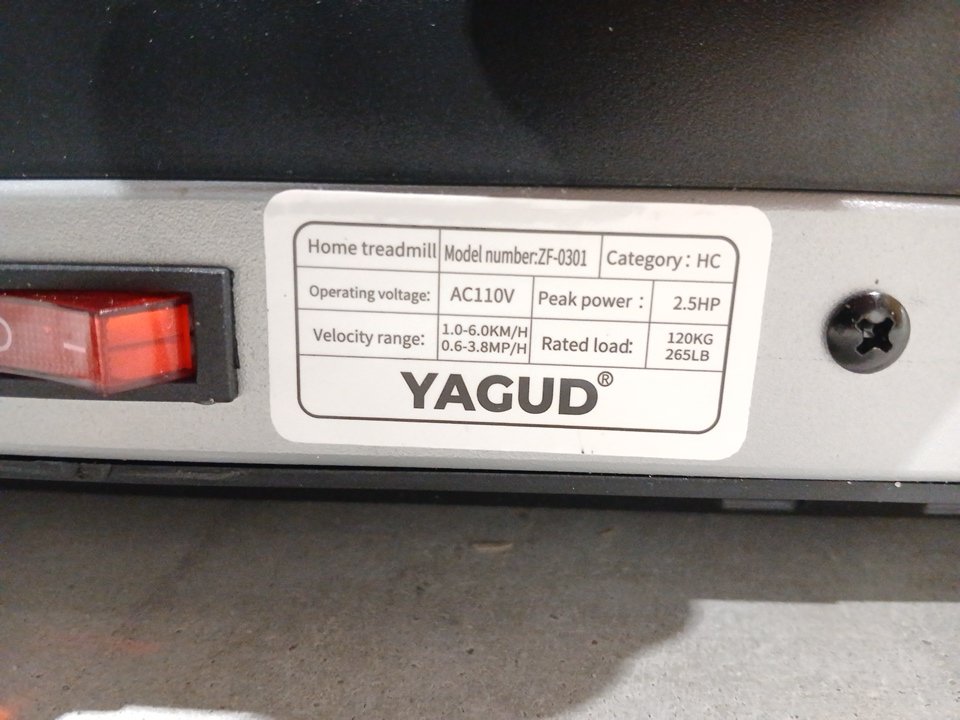 Home treadmill Model number:ZF-0301 Category: HC
Operating voltage: AC110V Peak power: 2.5HP
Velocity range: 1.0-6.0KM/H 0.6-3.8MP/H Rated load: 120KG 265LB
YAGUD®